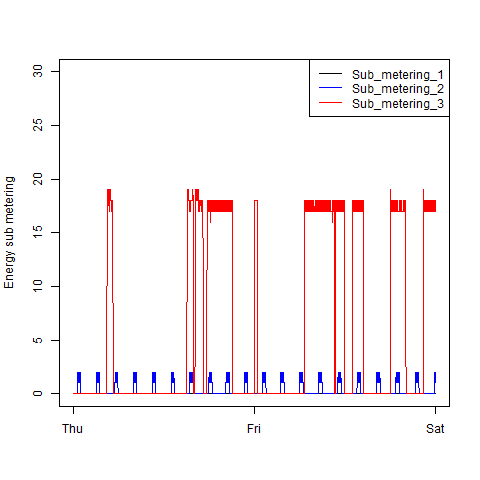 Energy sub metering
30
25
20
15
10
5
0
Thu
Fri
Sat
Sub_metering_1
Sub_metering_2
Sub_metering_3